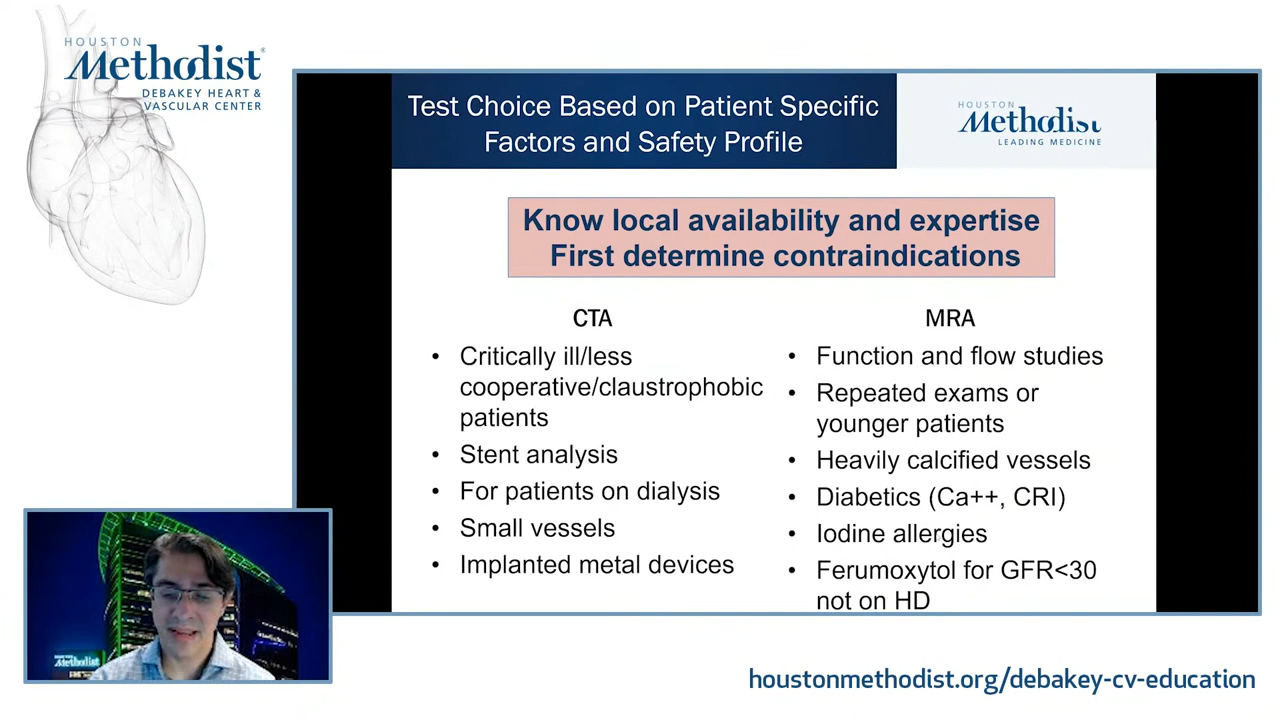 HOUSTON
Methodist
DEBAKEY HEART &
VASCULAR CENTER
Test Choice Based on Patient Specific
Factors and Safety Profile
HOUSTON
Methodist
LEADING MEDICINE
Know local availability and expertise
First determine contraindications
CTA
• Critically ill/less
cooperative/claustrophobic
patients
• Stent analysis
• For patients on dialysis
• Small vessels
• Implanted metal devices
MRA
• Function and flow studies
• Repeated exams or
younger patients
• Heavily calcified vessels
• Diabetics (Ca++, CRI)
• Iodine allergies
• Ferumoxytol for GFR<30
not on HD
Methodist
houstonmethodist.org/debakey-cv-education